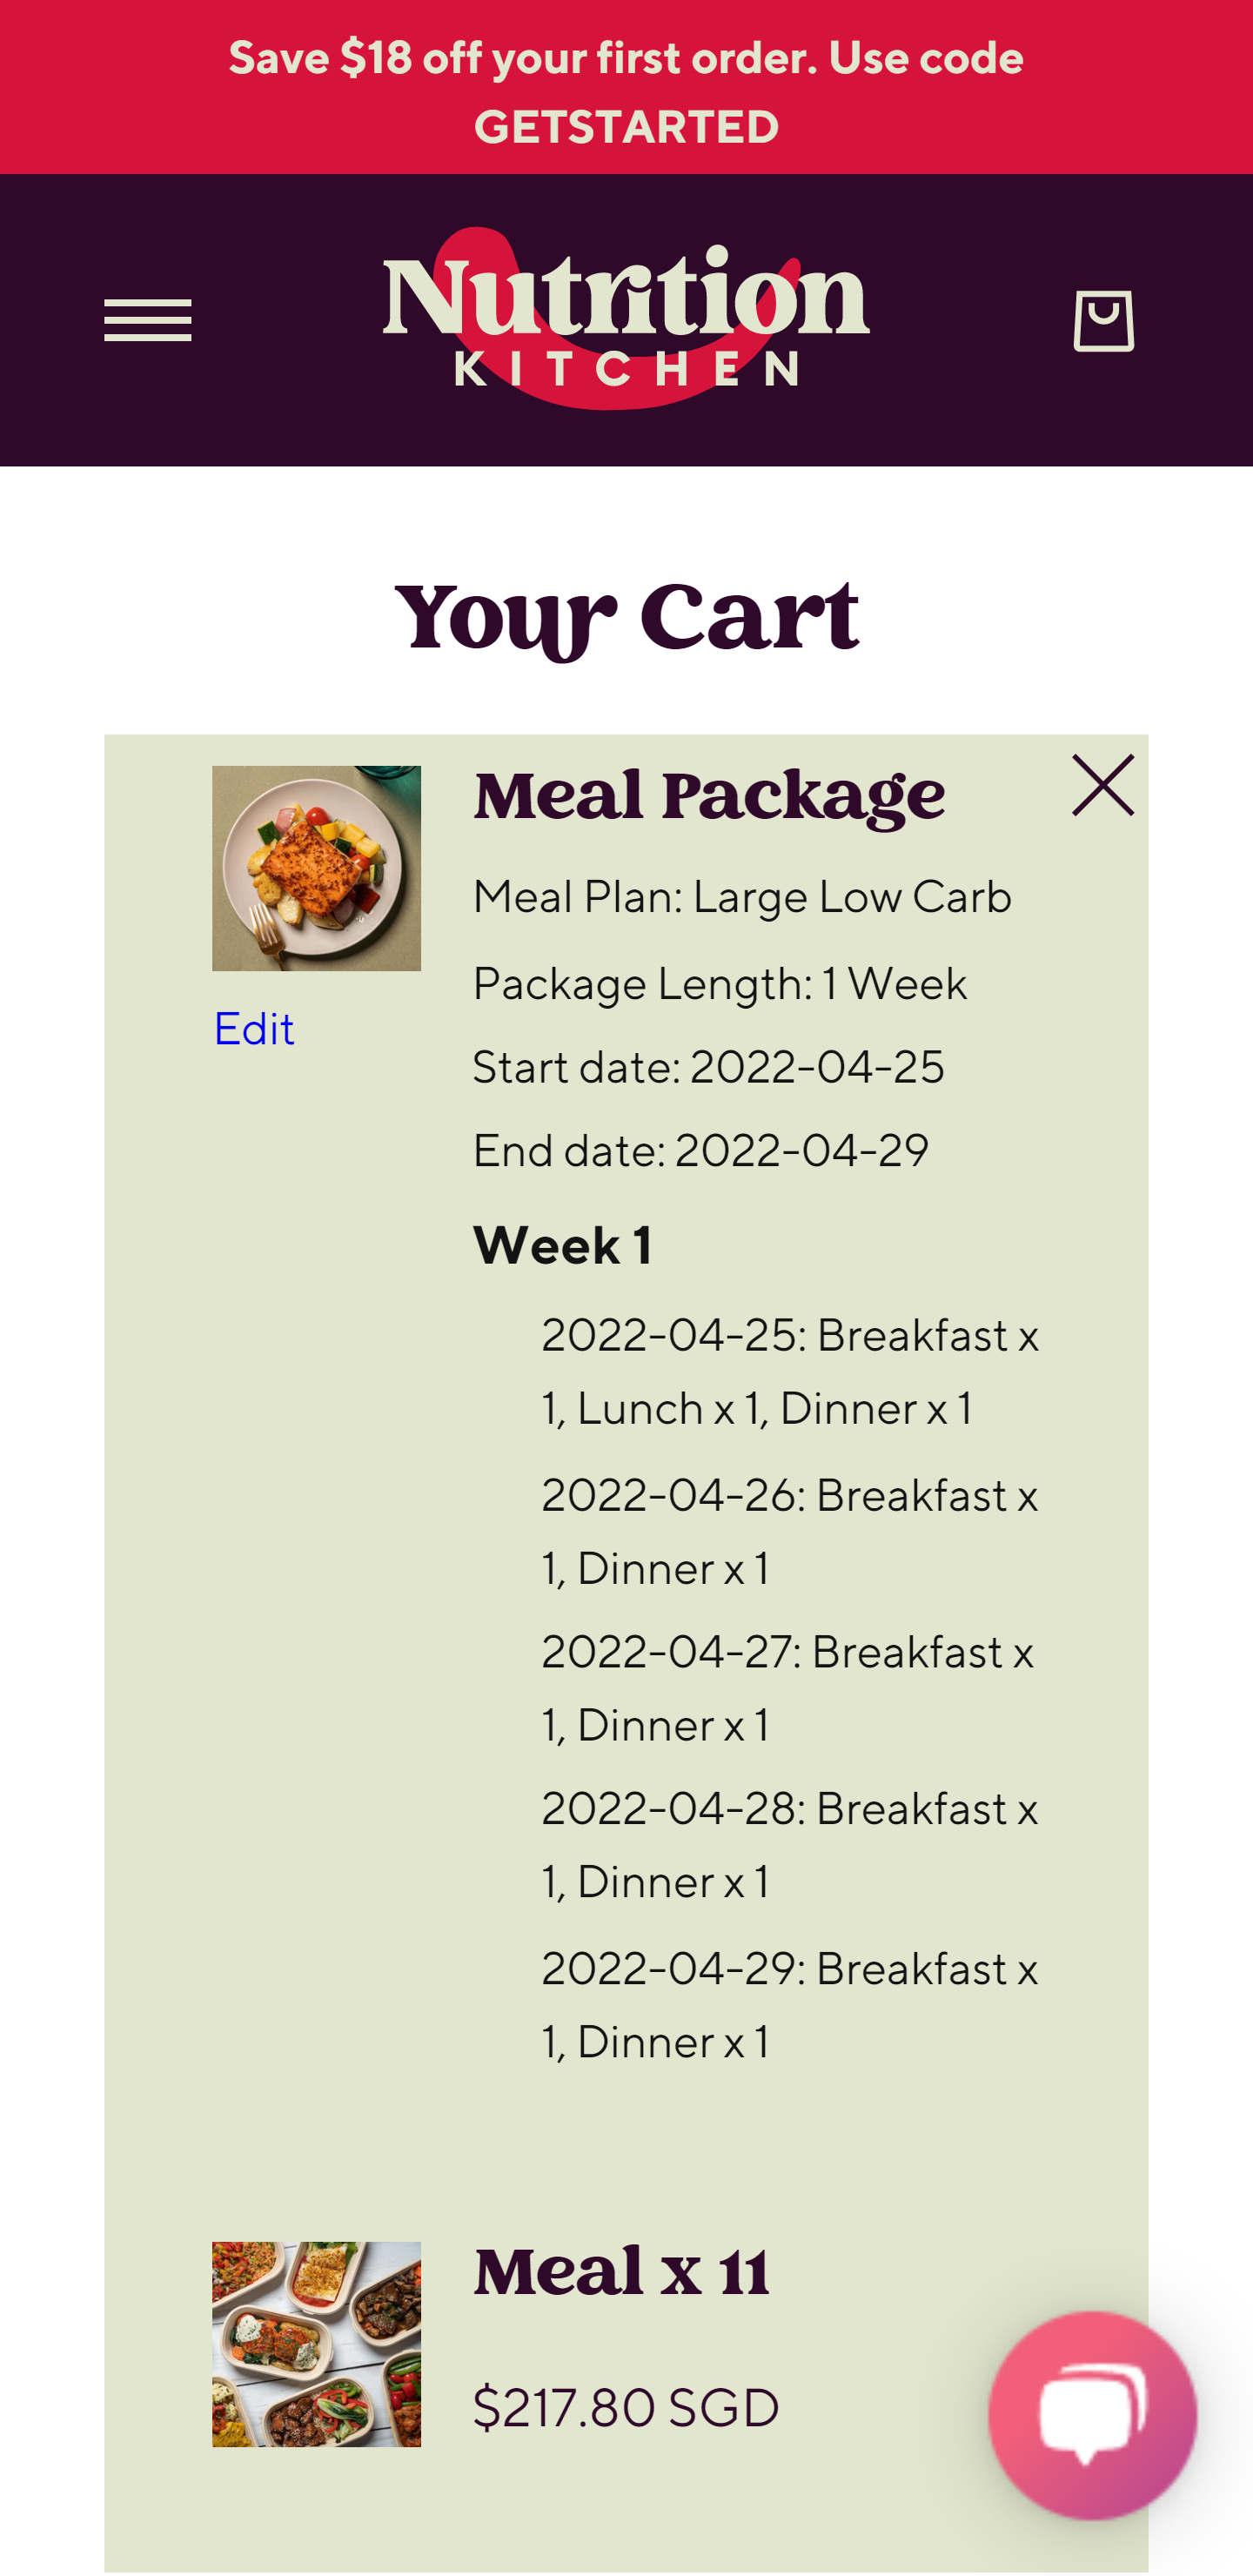 Save $18 off your first order. Use code
GETSTARTED
Nutrition
KITCHEN
Your Cart
Meal Package
Meal Plan: Large Low Carb
Package Length: 1 Week
Edit
Start date: 2022-04-25
End date: 2022-04-29
Week 1
2022-04-25: Breakfast x
1, Lunch x 1, Dinner x 1
2022-04-26: Breakfast x
1, Dinner x 1
2022-04-27: Breakfast x
1, Dinner x 1
2022-04-28: Breakfast x
1, Dinner x 1
2022-04-29: Breakfast x
1, Dinner x 1
Meal x 11
$217.80 SGD